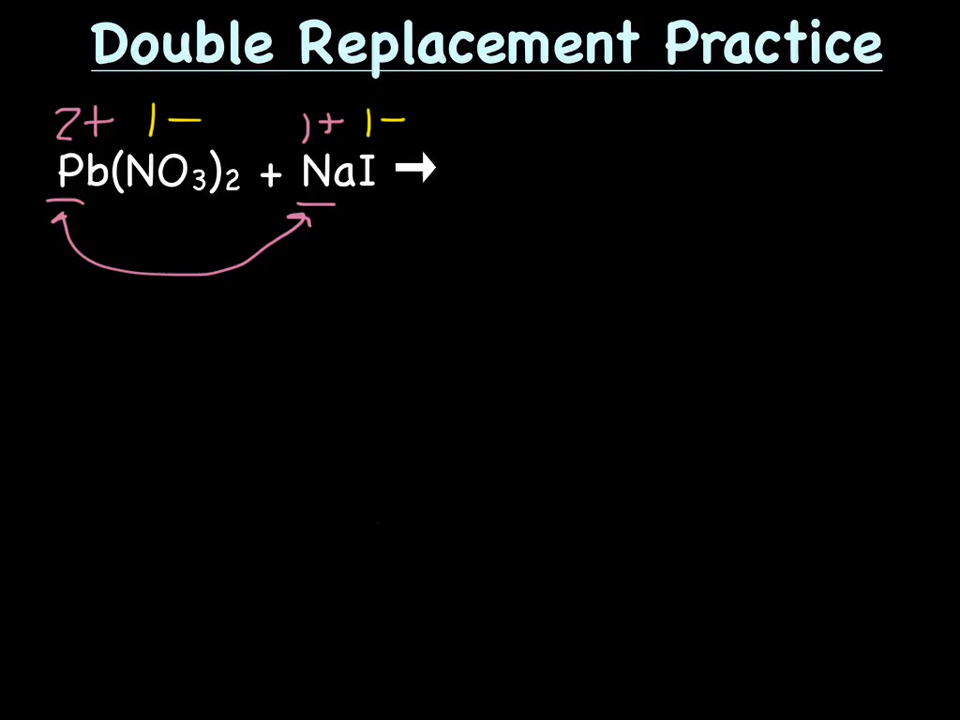 Double Replacement Practice
2+ 1− 1+ 1−
Pb(NO₃)₂ + NaI →